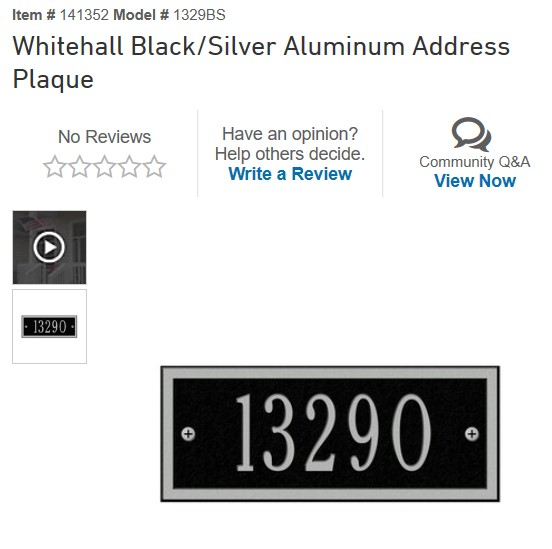 Item # 141352 Model # 1329BS
Whitehall Black/Silver Aluminum Address
Plaque
No Reviews
Have an opinion?
Help others decide.
Write a Review
Community Q&A
View Now
13290
13290